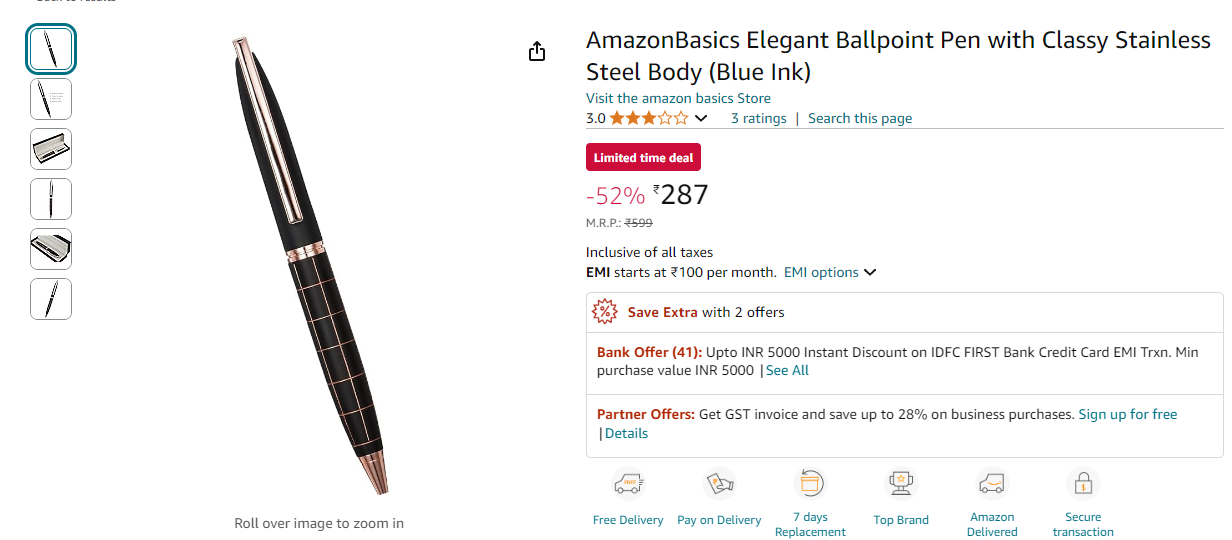 AmazonBasics Elegant Ballpoint Pen with Classy Stainless
Steel Body (Blue Ink)
Visit the amazon basics Store
3.0
3 ratings | Search this page
Limited time deal
-52% ₹287
M.R.P.: ₹599
Inclusive of all taxes
EMI starts at ₹100 per month. EMI options
Save Extra with 2 offers
Bank Offer (41): Upto INR 5000 Instant Discount on IDFC FIRST Bank Credit Card EMI Trxn. Min
purchase value INR 5000 | See All
Partner Offers: Get GST invoice and save up to 28% on business purchases. Sign up for free
| Details
FREE
Free Delivery
Pay on Delivery
7 days
Replacement
Top Brand
Amazon
Delivered
Secure
transaction
Roll over image to zoom in